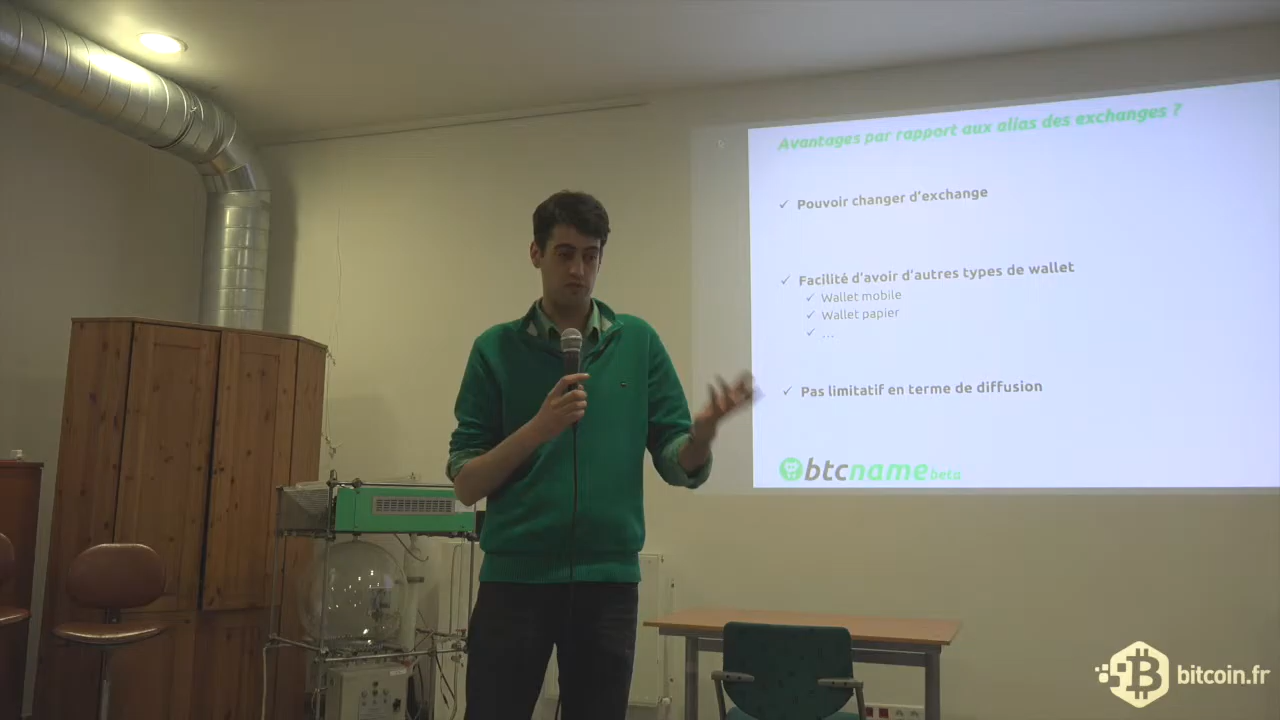 Avantages par rapport aux alias des exchanges ?
✓ Pouvoir changer d'exchange
✓ Facilité d'avoir d'autres types de wallet
✓ Wallet mobile
✓ Wallet papier
✓ ...
✓ Pas limitatif en terme de diffusion
btcname beta
bitcoin.fr